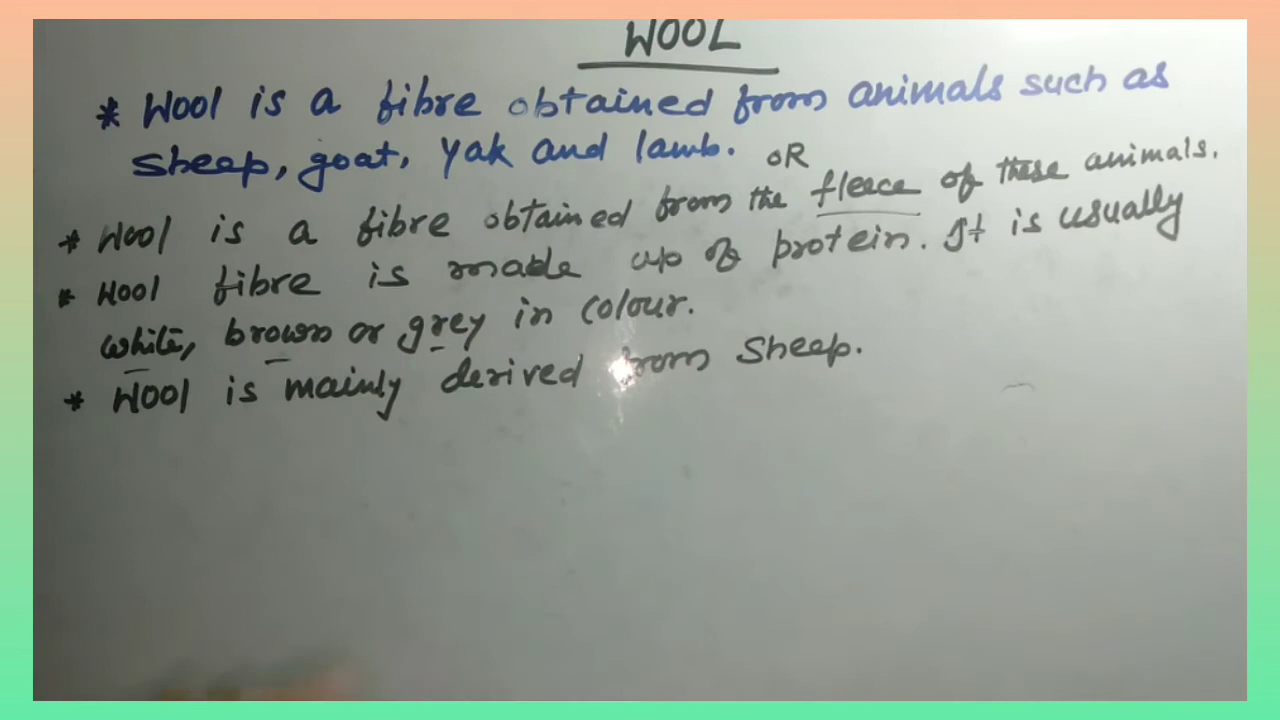 WOOL
* Wool is a fibre obtained from animals such as
sheep, goat, yak and lamb. OR
* Wool is a fibre obtained from the fleece of these animals.
* Wool fibre is made up of protein. It is usually
white, brown or grey in colour.
* Wool is mainly derived from sheep.